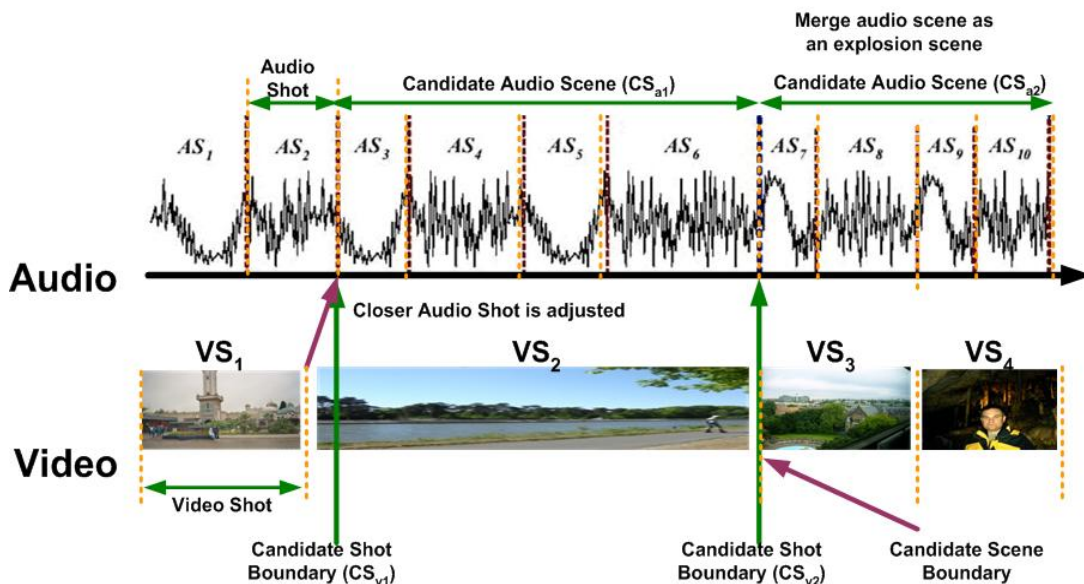 Merge audio scene as
an explosion scene
Audio
Shot
Candidate Audio Scene (CSa1)
Candidate Audio Scene (CSa2)
AS1
AS2
AS3
AS4
AS5
AS6
AS7
AS8
AS9
AS10
Audio
Closer Audio Shot is adjusted
VS1
VS2
VS3
VS4
Video
Video Shot
Candidate Shot
Boundary (CSv1)
Candidate Shot
Boundary (CSv2)
Candidate Scene
Boundary